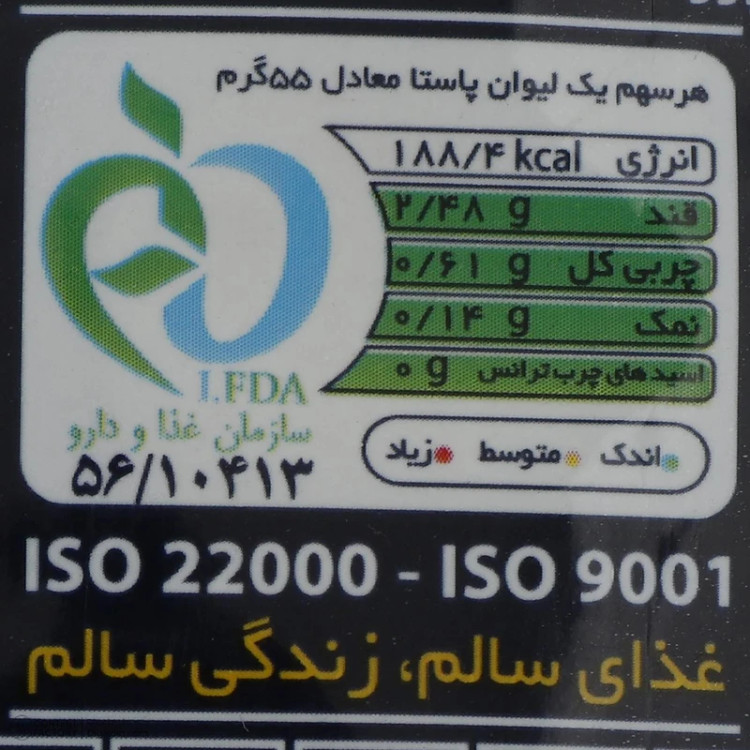 هرسهم یک لیوان پاستا معادل ۵۵گرم
انرژی ۱۸۸/۴ kcal
قند ۲/۴۸ g
چربی کل ۰/۶۱ g
نمک ۰/۱۴ g
اسیدهای چرب ترانس ۰ g
I.FDA
سازمان غذا و دارو
۵۶/۱۰۴۱۳
اندک متوسط زیاد
ISO 22000 - ISO 9001
غذای سالم، زندگی سالم